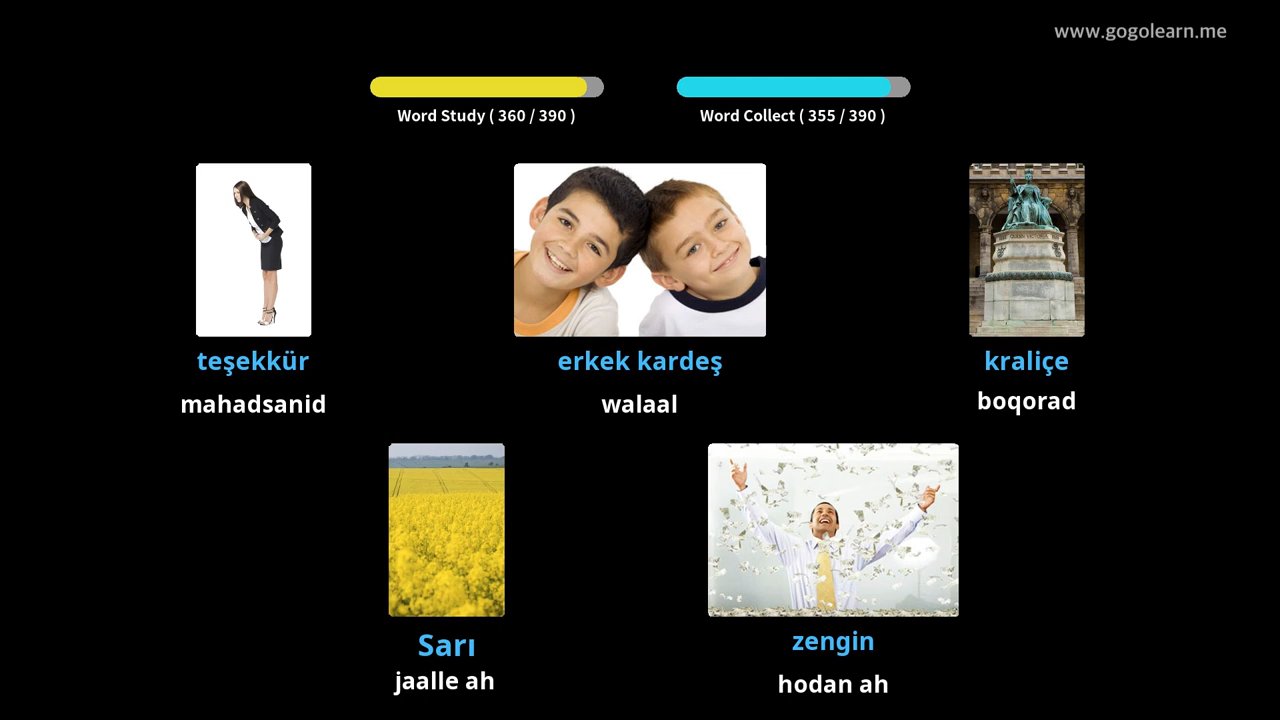 www.gogolearn.me
Word Study ( 360 / 390 )
Word Collect ( 355 / 390 )
teşekkür
mahadsanid
erkek kardeş
walaal
kraliçe
boqorad
Sarı
jaalle ah
zengin
hodan ah